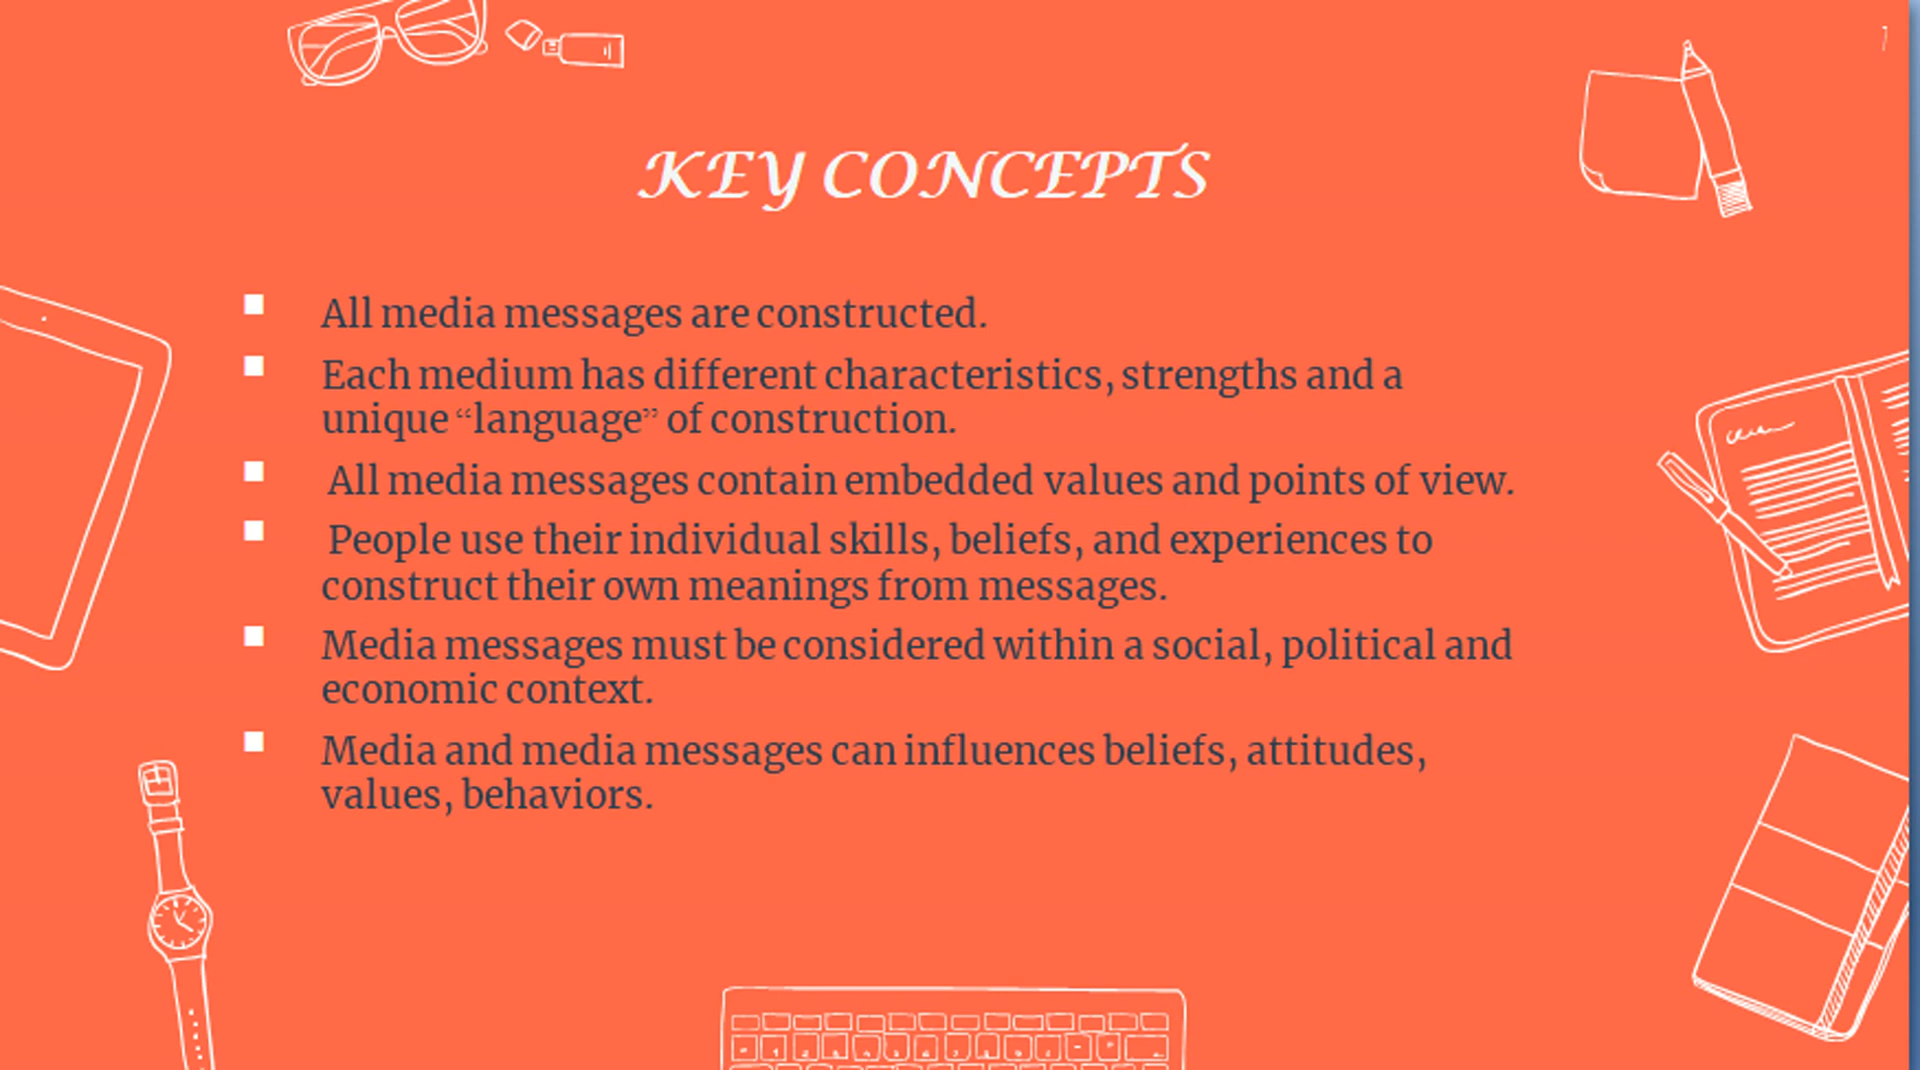 7
KEY CONCEPTS
All media messages are constructed.
Each medium has different characteristics, strengths and a
unique “language” of construction.
All media messages contain embedded values and points of view.
People use their individual skills, beliefs, and experiences to
construct their own meanings from messages.
Media messages must be considered within a social, political and
economic context.
Media and media messages can influences beliefs, attitudes,
values, behaviors.